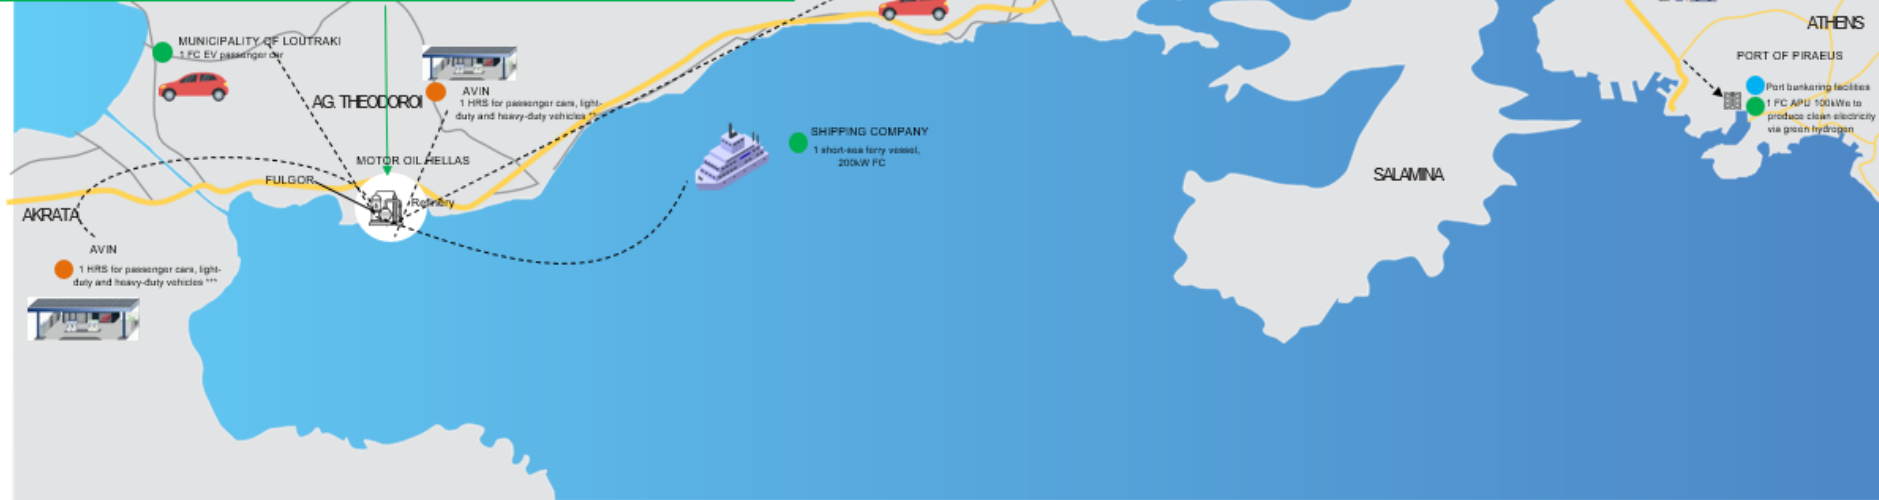 MUNICIPALITY OF LOUTRAKI
1 FC EV passenger car
AG. THEODOROI
AVIN
1 HRS for passenger cars, light-
duty and heavy-duty vehicles
MOTOR OIL HELLAS
FULGOR
Refinery
AKRATA
AVIN
1 HRS for passenger cars, light-
duty and heavy-duty vehicles ***
SHIPPING COMPANY
1 short-sea ferry vessel,
200kW FC
SALAMINA
ATHENS
PORT OF PIRAEUS
Port bunkering facilities
1 FC APU 100kWe to
produce clean electricity
via green hydrogen